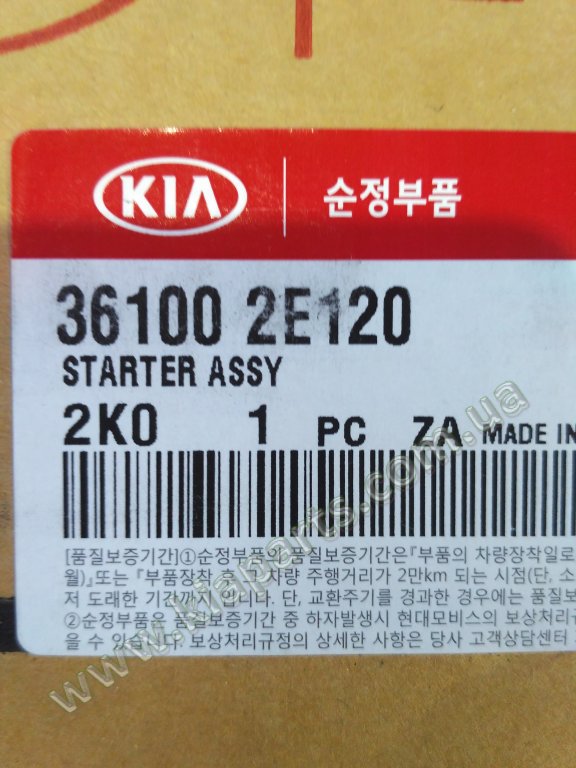 KIA 순정부품
36100 2E120
STARTER ASSY
2K0 1 PC ZA MADE IN
[품질보증기간]①순정부품의 품질보증기간은『부품의 차량장착일로
월)』또는 『부품장착 후 차량 주행거리가 2만km 되는 시점(단, 소
저 도래한 기간까지 입니다. 단, 교환주기를 경과한 경우에는 품질보
②순정부품은 품질보증기간 중 하자발생시 현대모비스의 보상처리
을 수 있습니다. 보상처리규정의 상세한 사항은 당사 고객상담센터
www.kiaparts.com.ua